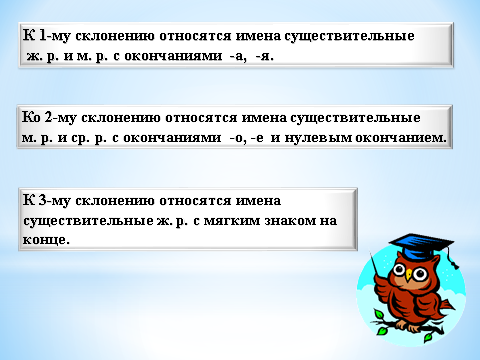 К 1-му склонению относятся имена существительные
ж. р. и м. р. с окончаниями -а, -я.
Ко 2-му склонению относятся имена существительные
м. р. и ср. р. с окончаниями -о, -е и нулевым окончанием.
К 3-му склонению относятся имена
существительные ж. р. с мягким знаком на
конце.